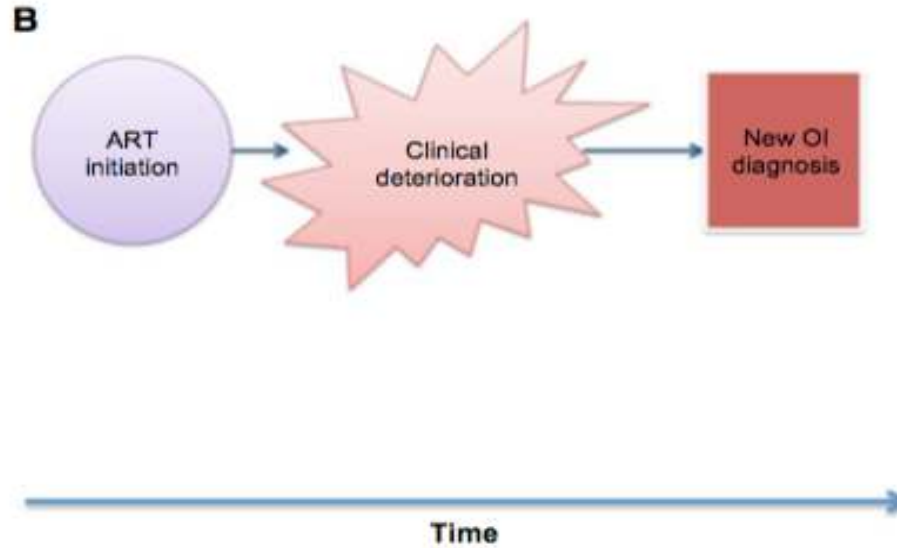 B
ART
initiation
Clinical
deterioration
New OI
diagnosis
Time